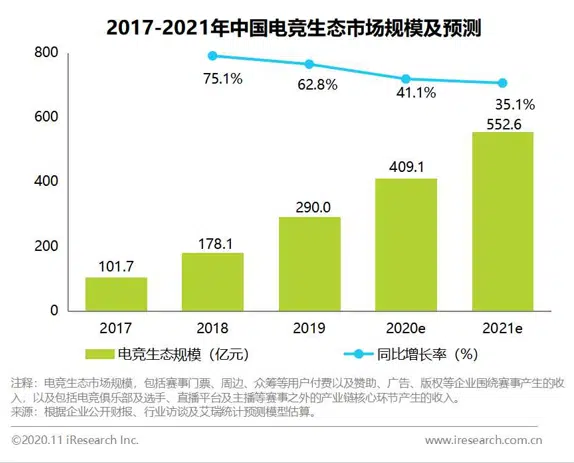 2017-2021年中国电竞生态市场规模及预测
800
75.1%
62.8%
41.1%
35.1%
600
552.6
409.1
400
290.0
200
178.1
101.7
0
2017 2018 2019 2020e 2021e
电竞生态规模（亿元） 同比增长率（%）
注释：电竞生态市场规模，包括赛事门票、周边、众筹等用户付费以及赞助、广告、版权等企业围绕赛事产生的收
入，以及包括电竞俱乐部及选手、直播平台及主播等赛事之外的产业链核心环节产生的收入。
来源：根据企业公开财报、行业访谈及艾瑞统计预测模型估算。
©2020.11 iResearch Inc. www.iresearch.com.cn